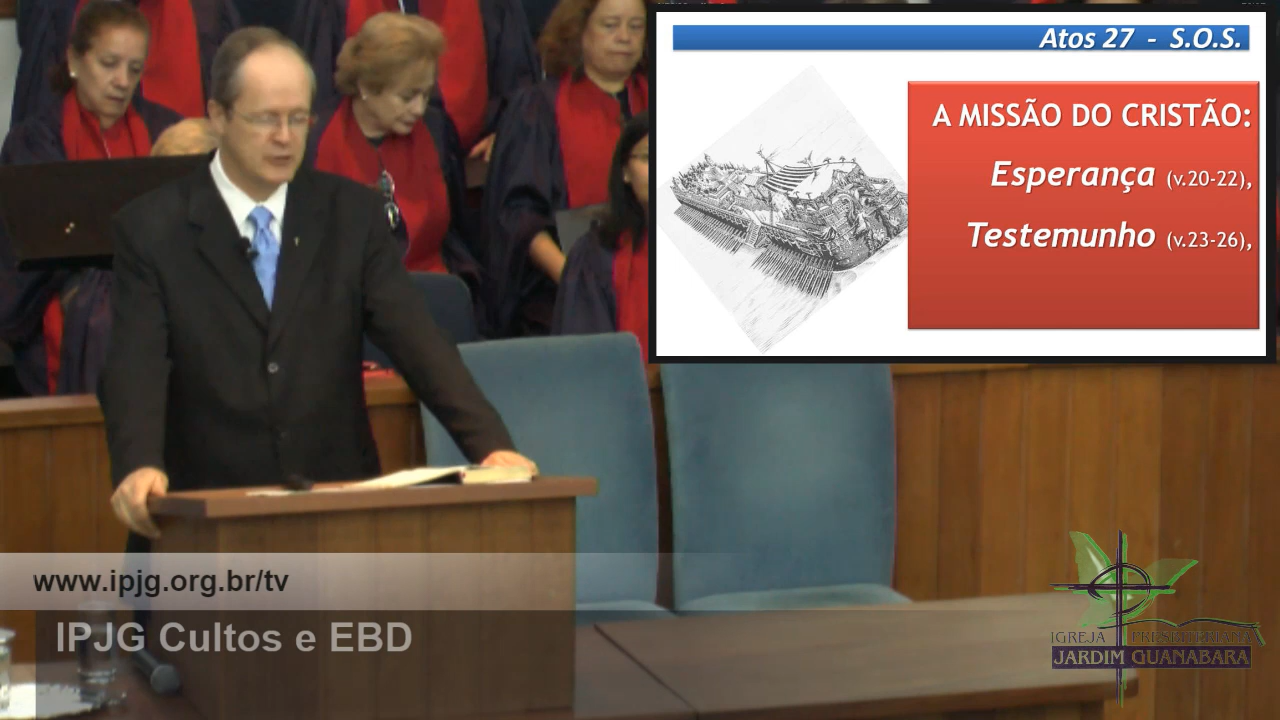 Atos 27 - S.O.S.
A MISSÃO DO CRISTÃO:
Esperança (v.20-22),
Testemunho (v.23-26),
www.ipjg.org.br/tv
IPJG Cultos e EBD
IGREJA PRESBITERIANA
JARDIM GUANABARA